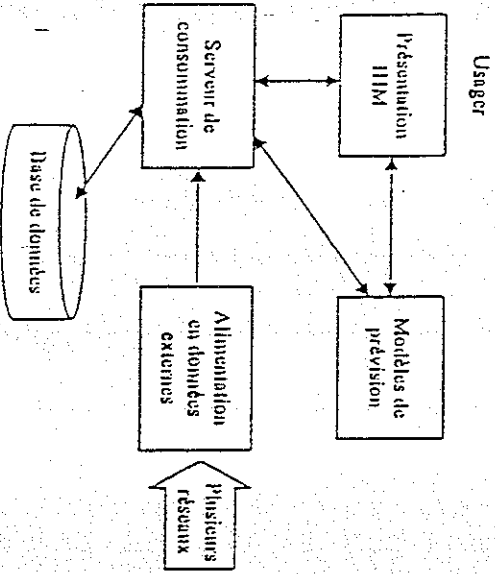 Usager
Présentation
IHM
Modèles de
prévision
Serveur de
consommation
Alimentation
en données
externes
Plusieurs
réseaux
Base de données